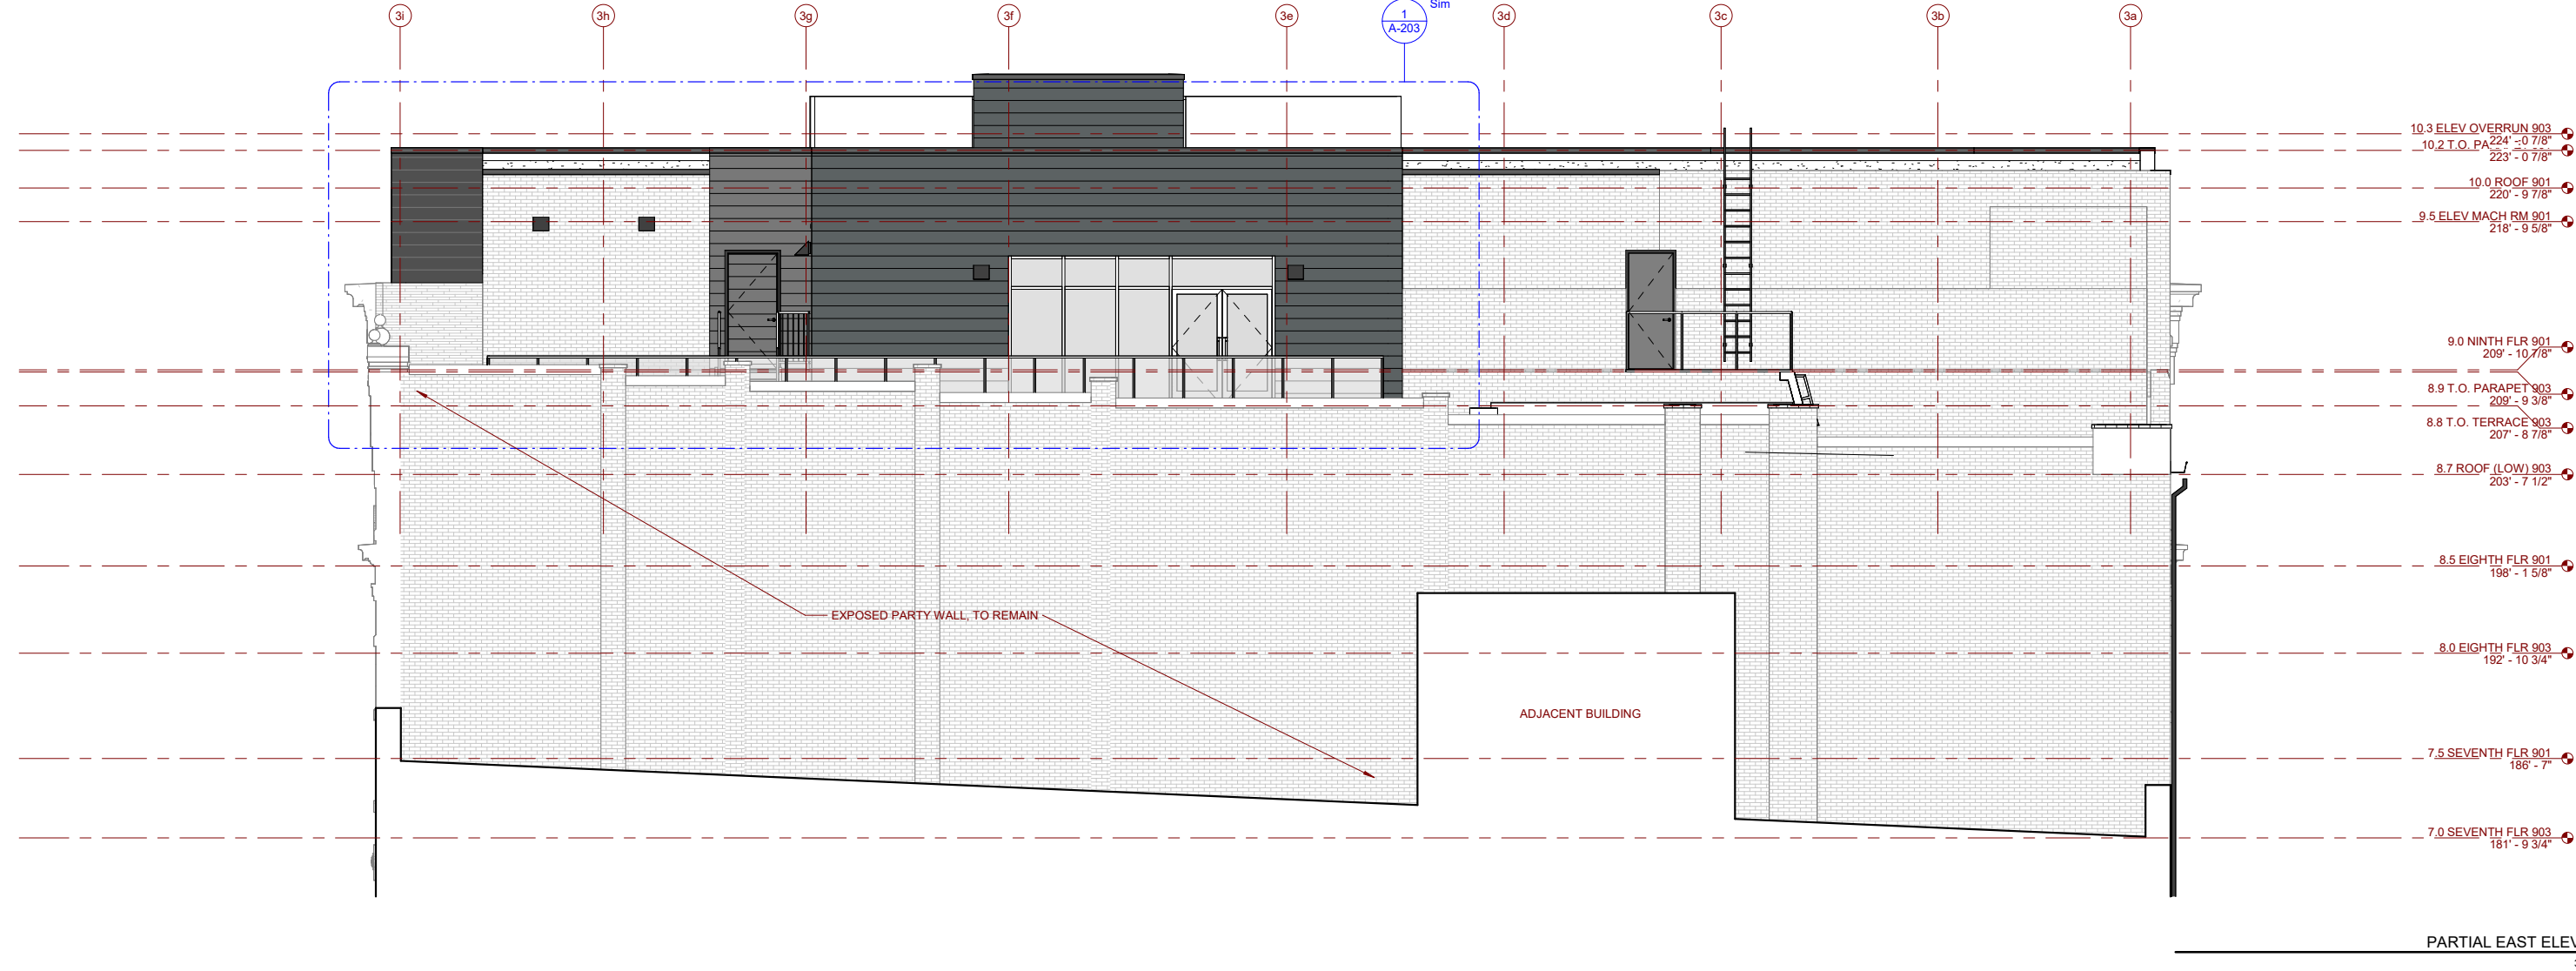 3i
3h
3g
3f
3e
1
A-203
Sim
3d
3c
3b
3a
10.3 ELEV OVERRUN 903
224' - 0 7/8"
10.2 T.O. PA
223' - 0 7/8"
10.0 ROOF 901
220' - 9 7/8"
9.5 ELEV MACH RM 901
218' - 9 5/8"
9.0 NINTH FLR 901
209' - 10 7/8"
8.9 T.O. PARAPET 903
209' - 9 3/8"
8.8 T.O. TERRACE 903
207' - 8 7/8"
8.7 ROOF (LOW) 903
203' - 7 1/2"
8.5 EIGHTH FLR 901
198' - 1 5/8"
EXPOSED PARTY WALL, TO REMAIN
8.0 EIGHTH FLR 903
192' - 10 3/4"
ADJACENT BUILDING
7.5 SEVENTH FLR 901
186' - 7"
7.0 SEVENTH FLR 903
181' - 9 3/4"
PARTIAL EAST ELEV